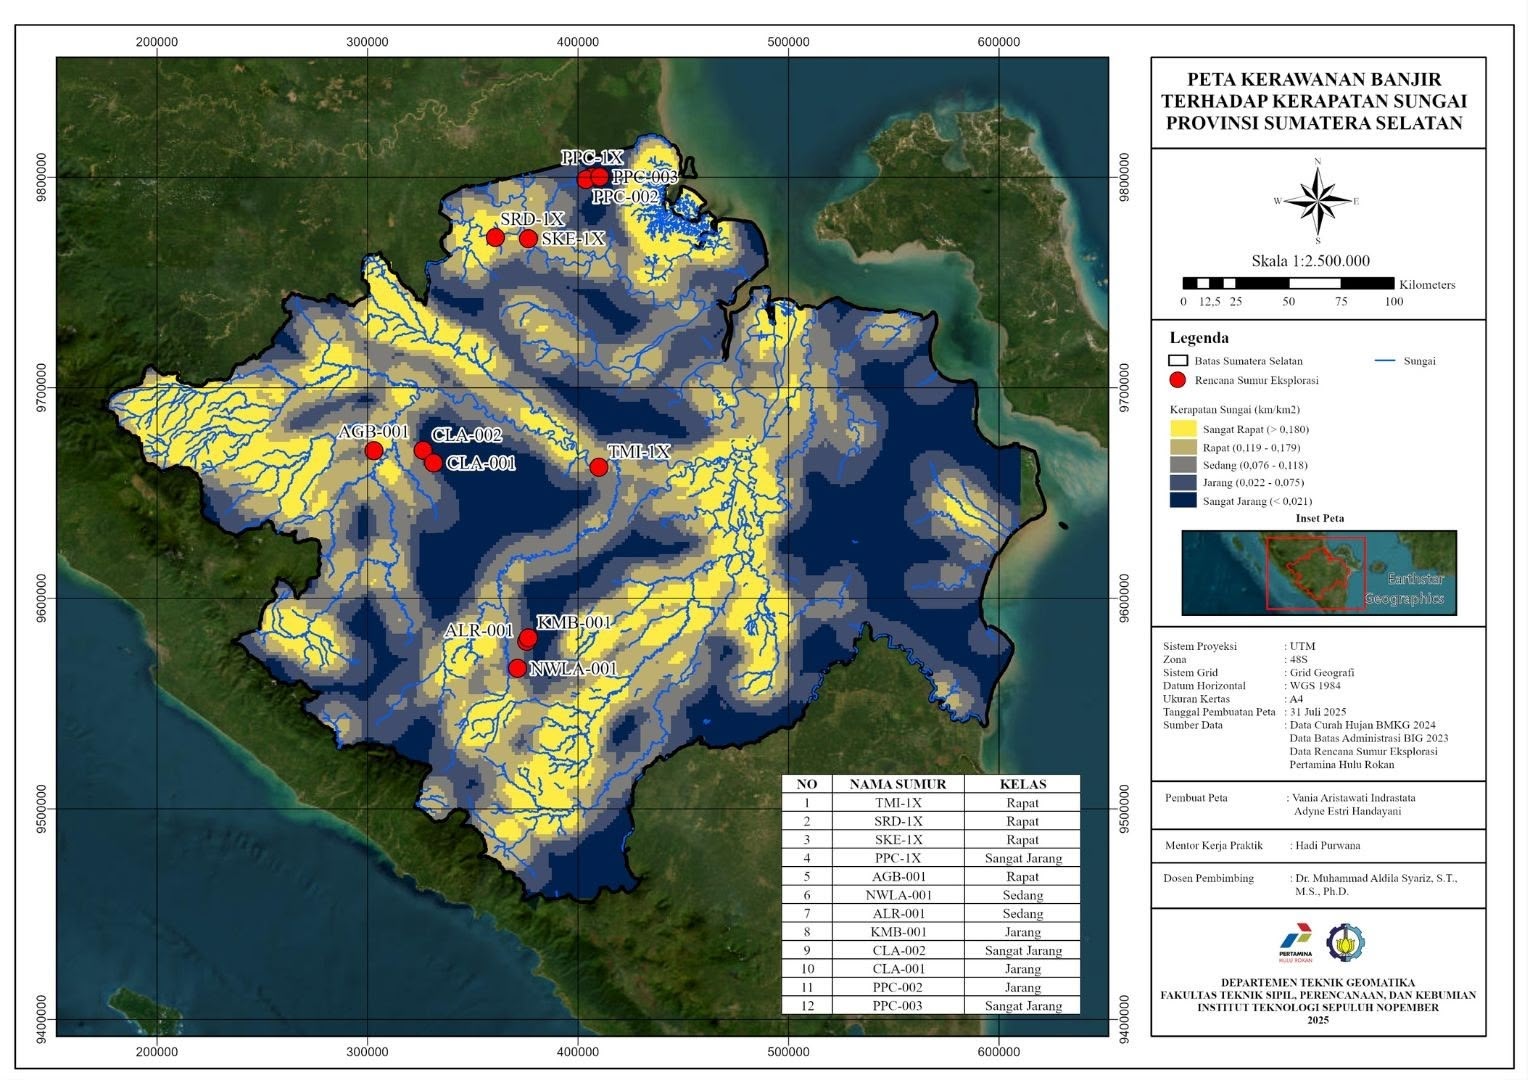 200000 300000 400000 500000 600000
9800000 9800000
9700000 9700000
9600000 9600000
9500000 9500000
9400000 9400000
PPC-1X
PPC-003
PPC-002
SRD-1X
SKE-1X
AGB-001
CLA-002
CLA-001
TMI-1X
KMB-001
ALR-001
NWLA-001
NO NAMA SUMUR KELAS
1 TMI-1X Rapat
2 SRD-1X Rapat
3 SKE-1X Rapat
4 PPC-1X Sangat Jarang
5 AGB-001 Rapat
6 NWLA-001 Sedang
7 ALR-001 Sedang
8 KMB-001 Jarang
9 CLA-002 Sangat Jarang
10 CLA-001 Jarang
11 PPC-002 Jarang
12 PPC-003 Sangat Jarang
200000 300000 400000 500000 600000
PETA KERAWANAN BANJIR
TERHADAP KERAPATAN SUNGAI
PROVINSI SUMATERA SELATAN
N
W E
S
Skala 1:2.500.000
Kilometers
0 12,5 25 50 75 100
Legenda
Batas Sumatera Selatan Sungai
Rencana Sumur Eksplorasi
Kerapatan Sungai (km/km2)
Sangat Rapat (> 0,180)
Rapat (0,119 - 0,179)
Sedang (0,076 - 0,118)
Jarang (0,022 - 0,075)
Sangat Jarang (< 0,021)
Inset Peta
Earthstar
Geographics
Sistem Proyeksi : UTM
Zona : 48S
Sistem Grid : Grid Geografi
Datum Horizontal : WGS 1984
Ukuran Kertas : A4
Tanggal Pembuatan Peta : 31 Juli 2025
Sumber Data : Data Curah Hujan BMKG 2024
Data Batas Administrasi BIG 2023
Data Rencana Sumur Eksplorasi
Pertamina Hulu Rokan
Pembuat Peta : Vania Aristawati Indrastata
Adyne Estri Handayani
Mentor Kerja Praktik : Hadi Purwana
Dosen Pembimbing : Dr. Muhammad Aldila Syariz, S.T.,
M.S., Ph.D.
PERTAMINA
HULU ROKAN
DEPARTEMEN TEKNIK GEOMATIKA
FAKULTAS TEKNIK SIPIL, PERENCANAAN, DAN KEBUMIAN
INSTITUT TEKNOLOGI SEPULUH NOPEMBER
2025